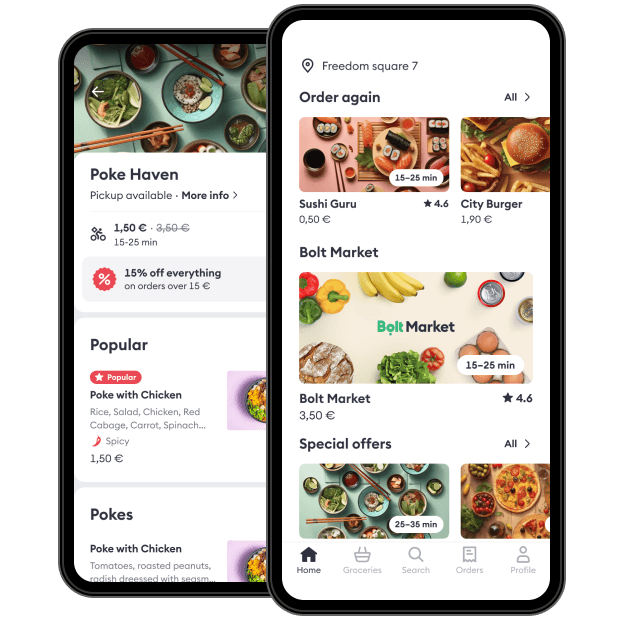 Poke Haven
Pickup available · More info
1,50 € · 3,50 €
15-25 min
15% off everything
on orders over 15 €
Popular
Popular
Poke with Chicken
Rice, Salad, Chicken, Red
Cabage, Carrot, Spinach...
Spicy
1,50 €
Pokes
Poke with Chicken
Tomatoes, roasted peanuts,
radish dreessed with seasm...
Freedom square 7
Order again
All
15–25 min
Sushi Guru
4.6
0,50 €
City Burger
1,90 €
Bolt Market
Bolt Market
15–25 min
Bolt Market
4.6
3,50 €
Special offers
All
25–35 min
Home
Groceries
Search
Orders
Profile